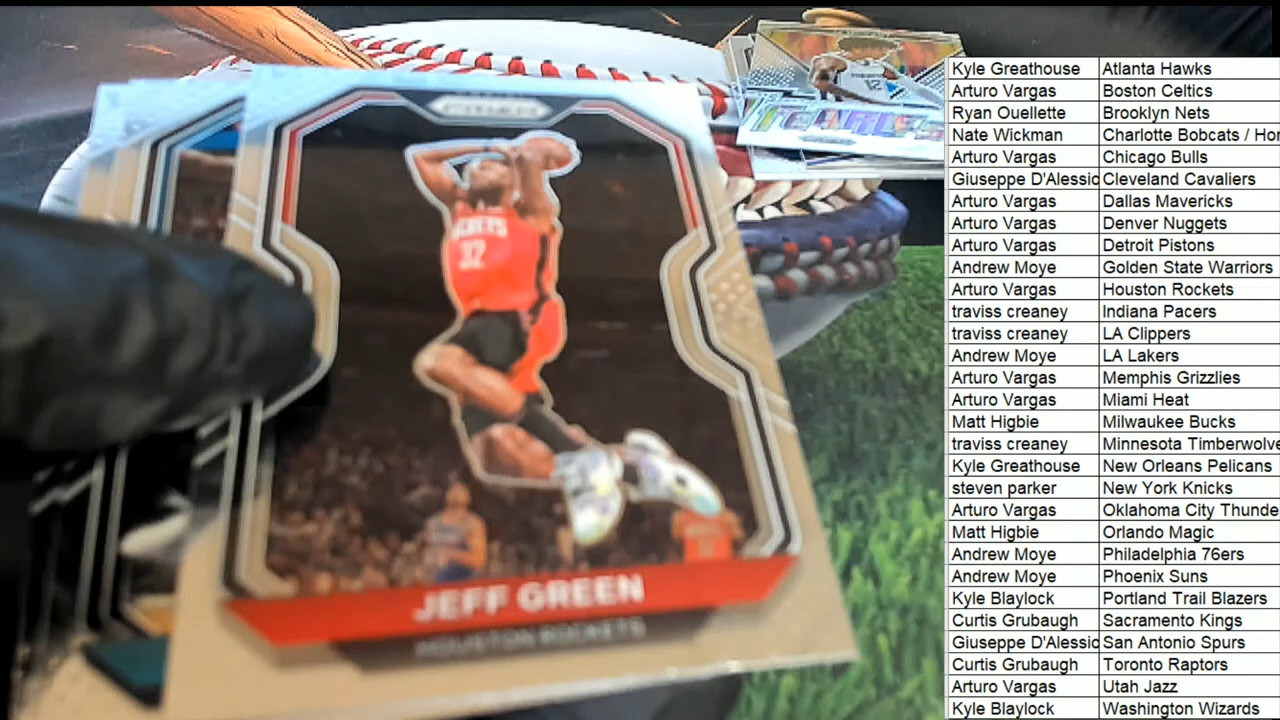 PRIZM
32
JEFF GREEN
HOUSTON ROCKETS
12
Kyle Greathouse Atlanta Hawks
Arturo Vargas Boston Celtics
Ryan Ouellette Brooklyn Nets
Nate Wickman Charlotte Bobcats / Ho
Arturo Vargas Chicago Bulls
Giuseppe D'Alessio Cleveland Cavaliers
Arturo Vargas Dallas Mavericks
Arturo Vargas Denver Nuggets
Arturo Vargas Detroit Pistons
Andrew Moye Golden State Warriors
Arturo Vargas Houston Rockets
traviss creaney Indiana Pacers
traviss creaney LA Clippers
Andrew Moye LA Lakers
Arturo Vargas Memphis Grizzlies
Arturo Vargas Miami Heat
Matt Higbie Milwaukee Bucks
traviss creaney Minnesota Timberwolve
Kyle Greathouse New Orleans Pelicans
steven parker New York Knicks
Arturo Vargas Oklahoma City Thunde
Matt Higbie Orlando Magic
Andrew Moye Philadelphia 76ers
Andrew Moye Phoenix Suns
Kyle Blaylock Portland Trail Blazers
Curtis Grubaugh Sacramento Kings
Giuseppe D'Alessio San Antonio Spurs
Curtis Grubaugh Toronto Raptors
Arturo Vargas Utah Jazz
Kyle Blaylock Washington Wizards